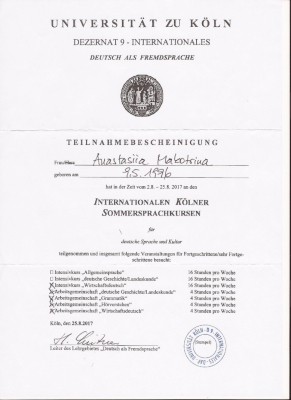 UNIVERSITÄT ZU KÖLN
DEZERNAT 9 - INTERNATIONALES
DEUTSCH ALS FREMDSPRACHE
TEILNAHMEBESCHEINIGUNG
Frau/Herr Anastasiia Mabotrina
geboren am 9.5.1996
hat in der Zeit vom 2.8. – 25.8. 2017 an den
INTERNATIONALEN KÖLNER
SOMMERSPRACHKURSEN
für
deutsche Sprache und Kultur
teilgenommen und insgesamt folgende Veranstaltungen für Fortgeschrittene/sehr Fortge-
schrittene besucht:
Intensivkurs „Allgemeinsprache“ 16 Stunden pro Woche
Intensivkurs „deutsche Geschichte/Landeskunde“ 16 Stunden pro Woche
Intensivkurs „Wirtschaftsdeutsch“ 16 Stunden pro Woche
Arbeitsgemeinschaft „deutsche Geschichte/Landeskunde“ 4 Stunden pro Woche
Arbeitsgemeinschaft „Grammatik“ 4 Stunden pro Woche
Arbeitsgemeinschaft „Hörverstehen“ 4 Stunden pro Woche
Arbeitsgemeinschaft „Wirtschaftsdeutsch“ 4 Stunden pro Woche
Köln, den 25.8.2017
(Stempel)
Leiter des Lehrgebietes „Deutsch als Fremdsprache“